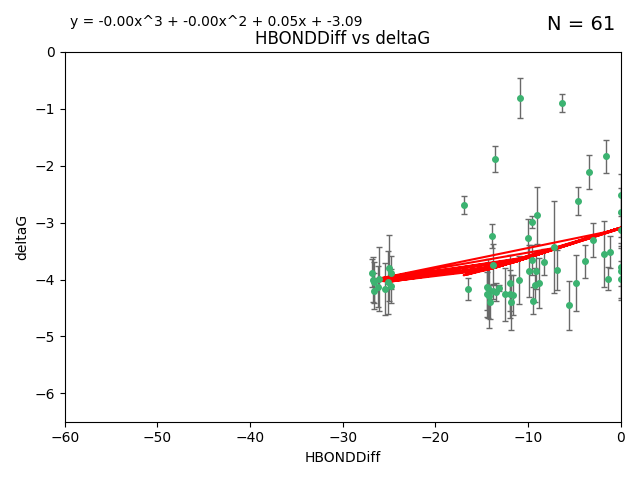 y = -0.00x^3 + -0.00x^2 + 0.05x + -3.09
N = 61
HBONDDiff vs deltaG
0
−1
−2
−3
−4
−5
−6
deltaG
−60 −50 −40 −30 −20 −10 0
HBONDDiff